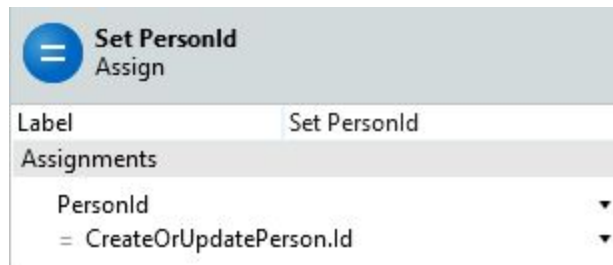 Set PersonId
Assign
Label Set PersonId
Assignments
PersonId
= CreateOrUpdatePerson.Id